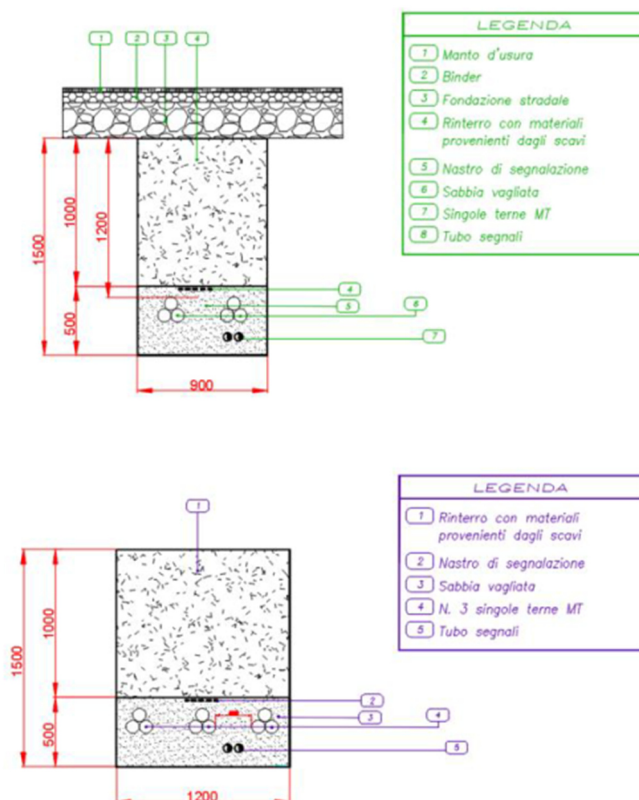 1 2 3 4
LEGENDA
1 Manto d'usura
2 Binder
3 Fondazione stradale
4 Rinterro con materiali
provenienti dagli scavi
5 Nastro di segnalazione
6 Sabbia vagliata
7 Singole terne MT
8 Tubo segnali
1500
1000
1200
500
4
5
6
7
900
LEGENDA
1 Rinterro con materiali
provenienti dagli scavi
2 Nastro di segnalazione
3 Sabbia vagliata
4 N. 3 singole terne MT
5 Tubo segnali
1
1500
1000
500
2
3
4
1200